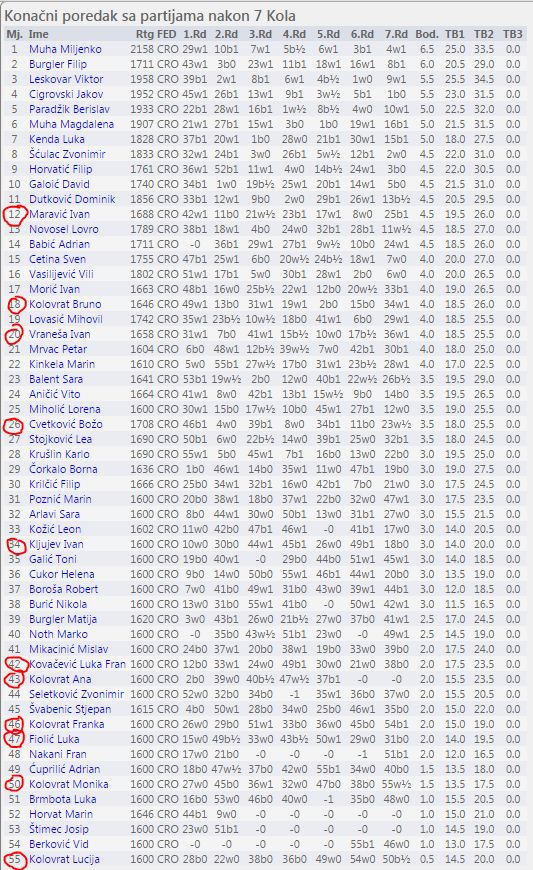 Konačni poredak sa partijama nakon 7 Kola
Mj. Ime Rtg FED 1.Rd 2.Rd 3.Rd 4.Rd 5.Rd 6.Rd 7.Rd Bod. TB1 TB2 TB3
1 Muha Miljenko 2158 CRO 29w1 10b1 7w1 5b½ 6w1 3b1 4w1 6.5 25.0 33.5 0.0
2 Burgler Filip 1711 CRO 43w1 3b0 23w1 11b1 18w1 16w1 8b1 6.0 20.5 29.0 0.0
3 Leskovar Viktor 1958 CRO 39b1 2w1 8b1 6w1 4b½ 1w0 9w1 5.5 25.5 34.5 0.0
4 Cigrovski Jakov 1952 CRO 45w1 26b1 13w1 9b1 3w½ 5b1 1b0 5.5 23.0 31.5 0.0
5 Paradžik Berislav 1933 CRO 22b1 28w1 16b1 1w½ 8b½ 4w0 10w1 5.0 22.5 32.0 0.0
6 Muha Magdalena 1907 CRO 21w1 27b1 15w1 3b0 1b0 19w1 16b1 5.0 21.5 31.5 0.0
7 Kenda Luka 1828 CRO 37b1 20w1 1b0 28w0 21b1 30w1 15b1 5.0 18.0 27.5 0.0
8 Šćulac Zvonimir 1833 CRO 32w1 24b1 3w0 26b1 5w½ 12b1 2w0 4.5 22.0 31.0 0.0
9 Horvatić Filip 1761 CRO 36w1 52b1 11w1 4w0 14b½ 24w1 3b0 4.5 22.0 30.0 0.0
10 Galoić David 1740 CRO 34b1 1w0 19b½ 25w1 20b1 14w1 5b0 4.5 21.5 31.0 0.0
11 Dutković Dominik 1856 CRO 33b1 12w1 9b0 2w0 29b1 26w1 13b½ 4.5 20.5 29.5 0.0
12 Maravić Ivan 1688 CRO 42w1 11b0 21w½ 23b1 17w1 8w0 25b1 4.5 19.5 26.0 0.0
13 Novosel Lovro 1789 CRO 38b1 18w1 4b0 24w0 32b1 28b1 11w½ 4.5 18.5 27.0 0.0
14 Babić Adrian 1711 CRO -0 36b1 29w1 27b1 9w½ 10b0 24w1 4.5 18.5 26.0 0.0
15 Cetina Sven 1755 CRO 47b1 25w1 6b0 20w½ 24b½ 18w1 7w0 4.0 21.0 27.0 0.0
16 Vasilijević Vili 1802 CRO 51w1 17b1 5w0 30b1 28w1 2b0 6w0 4.0 20.0 26.5 0.0
17 Morić Ivan 1663 CRO 48b1 16w0 25w1 22w1 12b0 20w½ 33b1 4.0 19.0 26.0 0.0
18 Kolovrat Bruno 1646 CRO 49w1 13b0 31w1 19w1 2b0 15b0 34w1 4.0 18.5 26.0 0.0
19 Lovasić Mihovil 1742 CRO 35w1 23b½ 10w½ 18b0 41w1 6b0 29w1 4.0 18.5 25.5 0.0
20 Vraneša Ivan 1658 CRO 31w1 7b0 41w1 15b½ 10w0 17b½ 36w1 4.0 18.5 25.5 0.0
21 Mrvac Petar 1604 CRO 6b0 48w1 12b½ 39w½ 7w0 42b1 30b1 4.0 18.0 25.0 0.0
22 Kinkela Marin 1610 CRO 5w0 55b1 27w½ 17b0 31w1 23b½ 28w1 4.0 17.0 22.5 0.0
23 Balent Sara 1641 CRO 53b1 19w½ 2b0 12w0 40b1 22w½ 26b½ 3.5 19.5 29.0 0.0
24 Aničić Vito 1664 CRO 41w1 8w0 42b1 13b1 15w½ 9b0 14b0 3.5 19.5 26.5 0.0
25 Miholić Lorena 1600 CRO 30w1 15b0 17w½ 10b0 45w1 27b1 12w0 3.5 19.0 25.5 0.0
26 Cvetković Božo 1708 CRO 46b1 4w0 39b1 8w0 34b1 11b0 23w½ 3.5 18.0 25.5 0.0
27 Stojković Lea 1690 CRO 50b1 6w0 22b½ 14w0 39b1 25w0 32b1 3.5 18.0 24.5 0.0
28 Krušlin Karlo 1690 CRO 55w1 5b0 45w1 7b1 16b0 13w0 22b0 3.0 19.5 25.0 0.0
29 Čorkalo Borna 1636 CRO 1b0 46w1 14b0 35w1 11w0 47b1 19b0 3.0 19.0 27.5 0.0
30 Krilčić Filip 1666 CRO 25b0 34w1 32b1 16w0 42b1 7b0 21w0 3.0 17.5 24.5 0.0
31 Poznić Marin 1600 CRO 20b0 38w1 18b0 37w1 22b0 32w0 47w1 3.0 17.5 23.5 0.0
32 Arlavi Sara 1600 CRO 8b0 44w1 30w0 50b1 13w0 31b1 27w0 3.0 15.5 21.5 0.0
33 Kožić Leon 1602 CRO 11w0 42b0 47b1 46w1 -0 41b1 17w0 3.0 14.0 20.5 0.0
34 Kljujev Ivan 1600 CRO 10w0 30b0 44w1 45b1 26w0 49b1 18b0 3.0 14.0 20.0 0.0
35 Galić Toni 1600 CRO 19b0 40w1 -0 29b0 44b0 51w1 45w1 3.0 14.0 18.5 0.0
36 Cukor Helena 1600 CRO 9b0 14w0 50b0 55w1 46b1 44w1 20b0 3.0 13.5 19.0 0.0
37 Boroša Robert 1600 CRO 7w0 41b0 49w1 31b0 43w0 39w1 44b1 3.0 12.0 18.5 0.0
38 Burić Nikola 1600 CRO 13w0 31b0 55w1 41b0 -0 50w1 42w1 3.0 11.5 16.5 0.0
39 Burgler Matija 1620 CRO 3w0 43b1 26w0 21b½ 27w0 37b0 41w1 2.5 17.0 24.5 0.0
40 Noth Marko 1600 CRO -0 35b0 43w½ 51b1 23w0 -0 49w1 2.5 14.5 19.0 0.0
41 Mikacinić Mislav 1600 CRO 24b0 37w1 20b0 38w1 19b0 33w0 39b0 2.0 17.5 24.0 0.0
42 Kovačević Luka Fran 1600 CRO 12b0 33w1 24w0 49b1 30w0 21w0 38b0 2.0 17.5 23.5 0.0
43 Kolovrat Ana 1600 CRO 2b0 39w0 40b½ 47w½ 37b1 -0 -0 2.0 15.5 23.5 0.0
44 Seletković Zvonimir 1600 CRO 52w0 32b0 34b0 -1 35w1 36b0 37w0 2.0 15.5 20.5 0.0
45 Švabenic Stjepan 1615 CRO 4b0 50w1 28b0 34w0 25b0 46w1 35b0 2.0 15.0 22.0 0.0
46 Kolovrat Franka 1600 CRO 26w0 29b0 51w1 33b0 36w0 45b0 54b1 2.0 15.0 19.0 0.0
47 Fiolić Luka 1600 CRO 15w0 49b½ 33w0 43b½ 50w1 29w0 31b0 2.0 14.0 19.5 0.0
48 Nakani Fran 1600 CRO 17w0 21b0 -0 -0 -0 -1 51b1 2.0 12.0 16.5 0.0
49 Ćuprilić Adrian 1600 CRO 18b0 47w½ 37b0 42w0 55b1 34w0 40b0 1.5 13.5 18.0 0.0
50 Kolovrat Monika 1600 CRO 27w0 45b0 36w1 32w0 47b0 38b0 55w½ 1.5 13.5 17.5 0.0
51 Brmbota Luka 1600 CRO 16b0 53w0 46b0 40w0 -1 35b0 48w0 1.0 15.5 20.5 0.0
52 Horvat Marin 1646 CRO 44b1 9w0 -0 -0 -0 -0 -0 1.0 15.0 21.0 0.0
53 Štimec Josip 1600 CRO 23w0 51b1 -0 -0 -0 -0 -0 1.0 14.5 19.0 0.0
54 Berković Vid 1600 CRO -0 -0 -0 -0 -0 55b1 46w0 1.0 13.0 17.5 0.0
55 Kolovrat Lucija 1600 CRO 28b0 22w0 38b0 36b0 49w0 54w0 50b½ 0.5 14.5 20.0 0.0